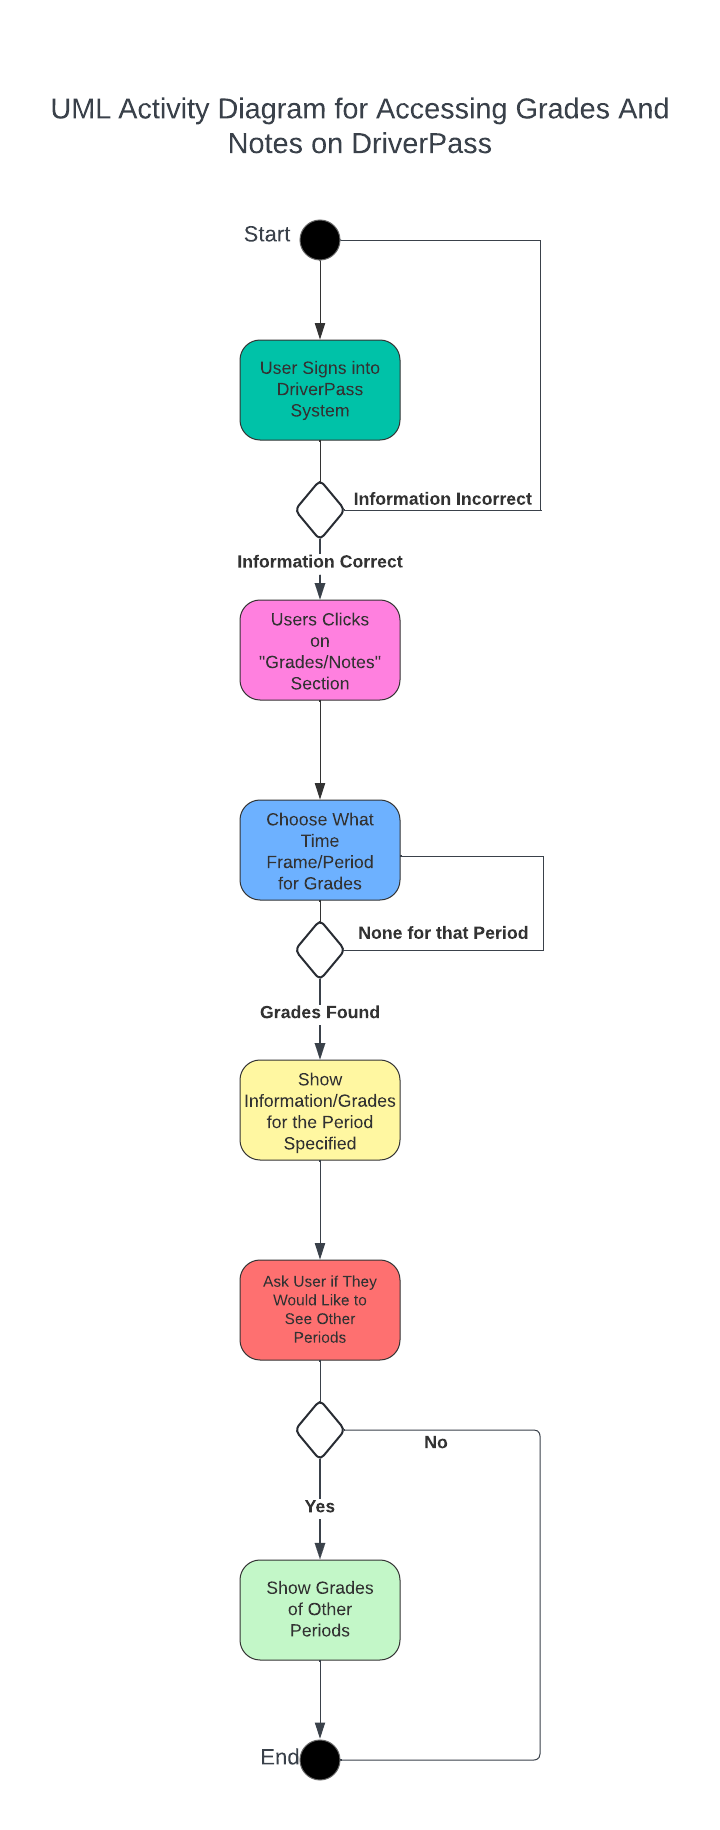 UML Activity Diagram for Accessing Grades And
Notes on DriverPass
Start
User Signs into
DriverPass
System
Information Incorrect
Information Correct
Users Clicks
on
"Grades/Notes"
Section
Choose What
Time
Frame/Period
for Grades
None for that Period
Grades Found
Show
Information/Grades
for the Period
Specified
Ask User if They
Would Like to
See Other
Periods
No
Yes
Show Grades
of Other
Periods
End